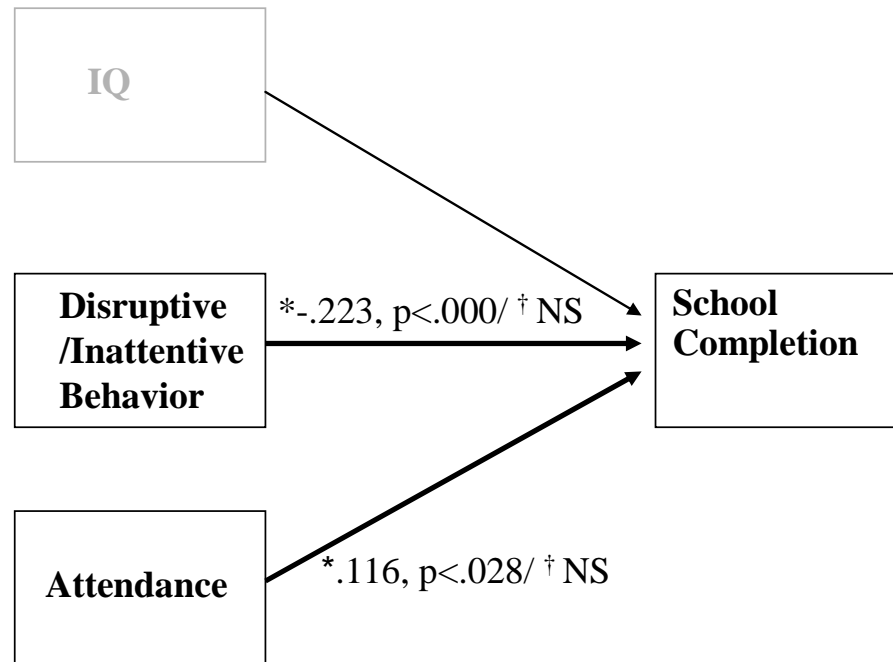 IQ
Disruptive
/Inattentive
Behavior
*-.223, p<.000/ † NS
School
Completion
Attendance
*.116, p<.028/ † NS